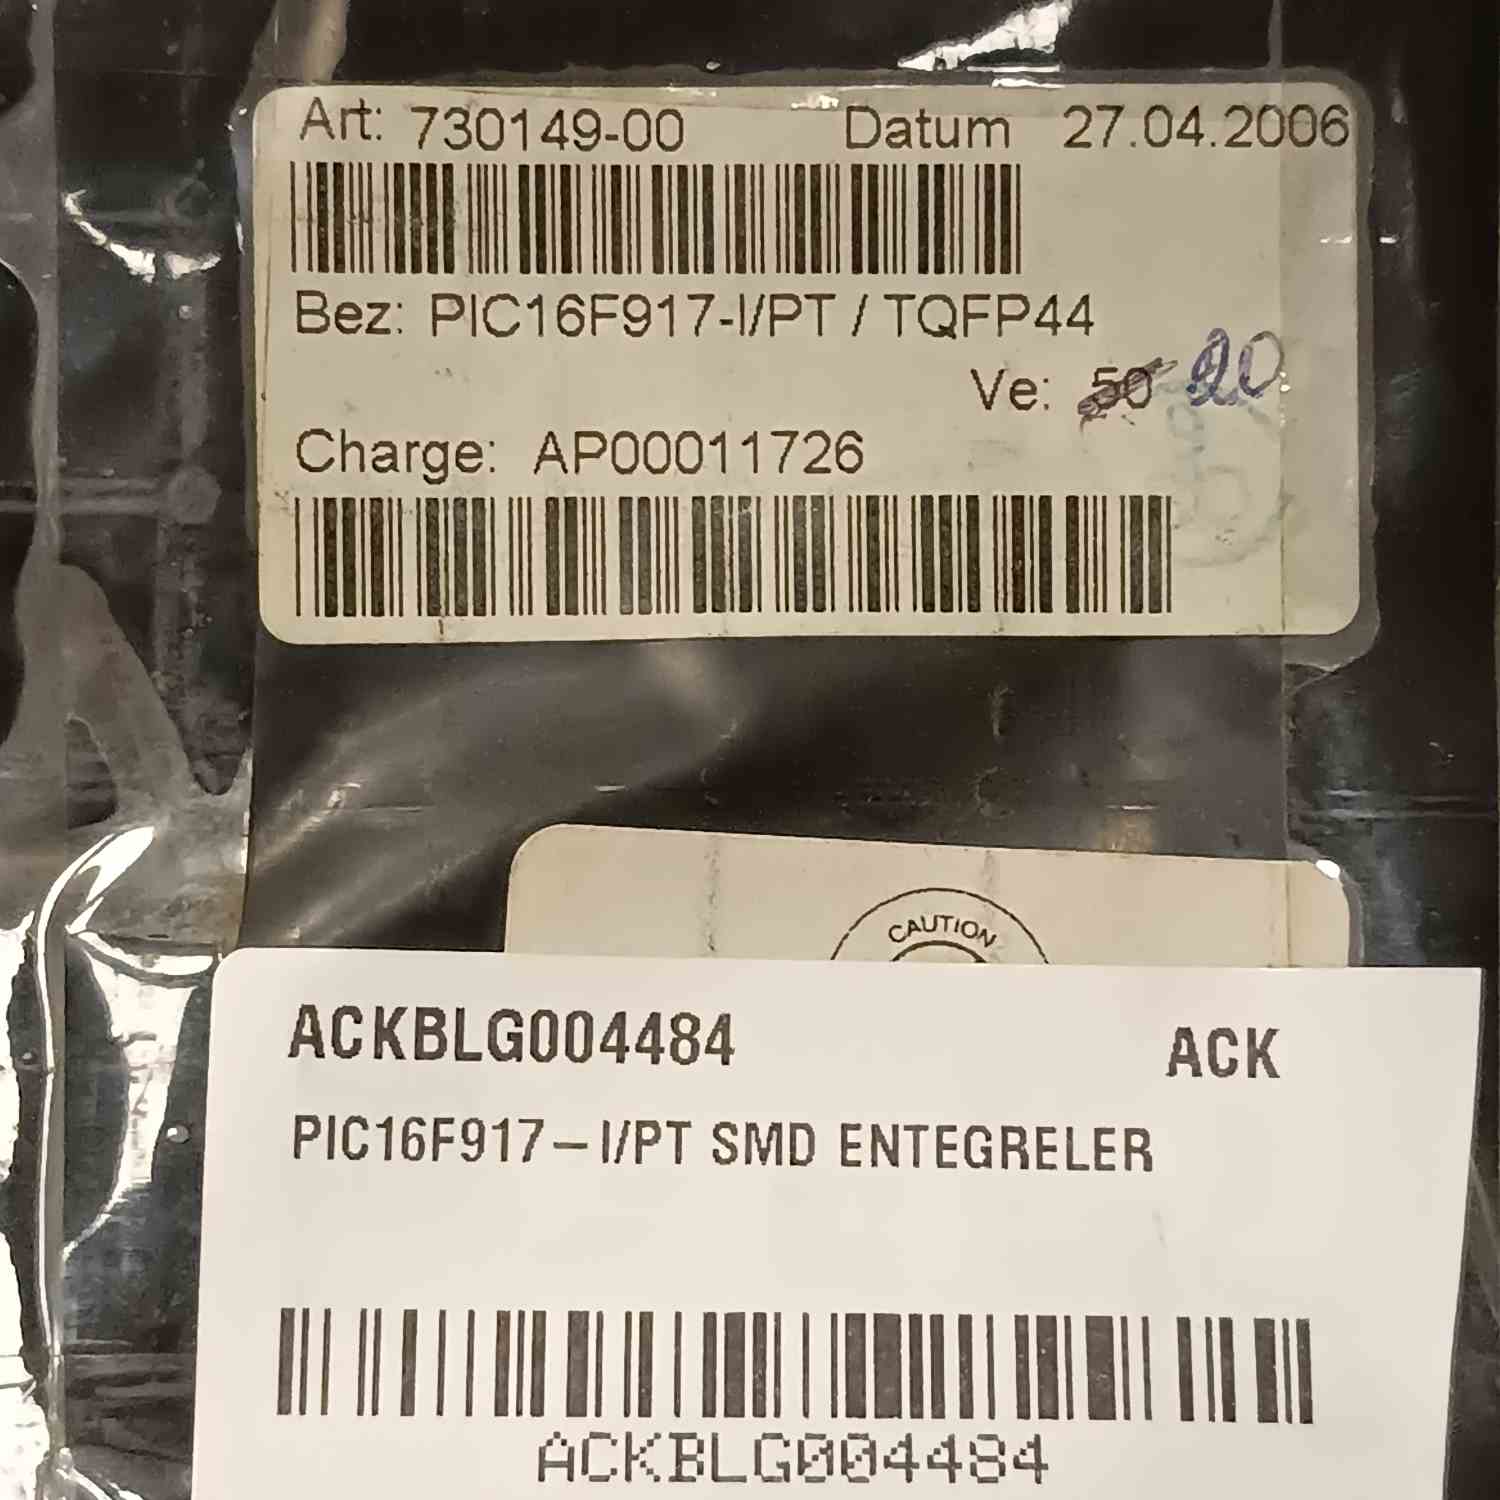 Art: 730149-00 Datum 27.04.2006
Bez: PIC16F917-I/PT / TQFP44
Ve: 50 20
Charge: AP00011726
CAUTION
ACKBLG004484 ACK
PIC16F917-I/PT SMD ENTEGRELER
ACKBLG004484